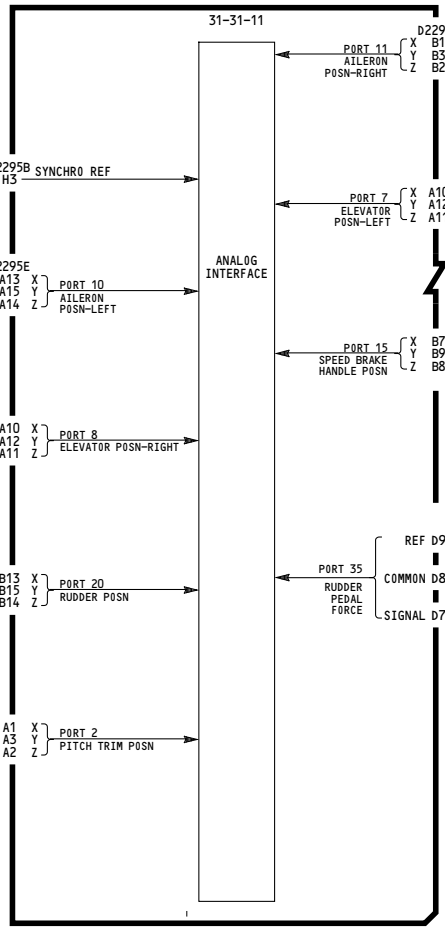 31-31-11
D229
PORT 11 X B1
AILERON Y B3
POSN-RIGHT Z B2
2295B
H3 SYNCHRO REF
PORT 7 X A10
ELEVATOR Y A12
POSN-LEFT Z A11
ANALOG
INTERFACE
2295E
A13 X
A15 Y PORT 10
A14 Z AILERON
POSN-LEFT
PORT 15 X B7
SPEED BRAKE Y B9
HANDLE POSN Z B8
A10 X
A12 Y PORT 8
A11 Z ELEVATOR POSN-RIGHT
REF D9
PORT 35 COMMON D8
RUDDER
PEDAL
FORCE
SIGNAL D7
B13 X
B15 Y PORT 20
B14 Z RUDDER POSN
A1 X
A3 Y PORT 2
A2 Z PITCH TRIM POSN